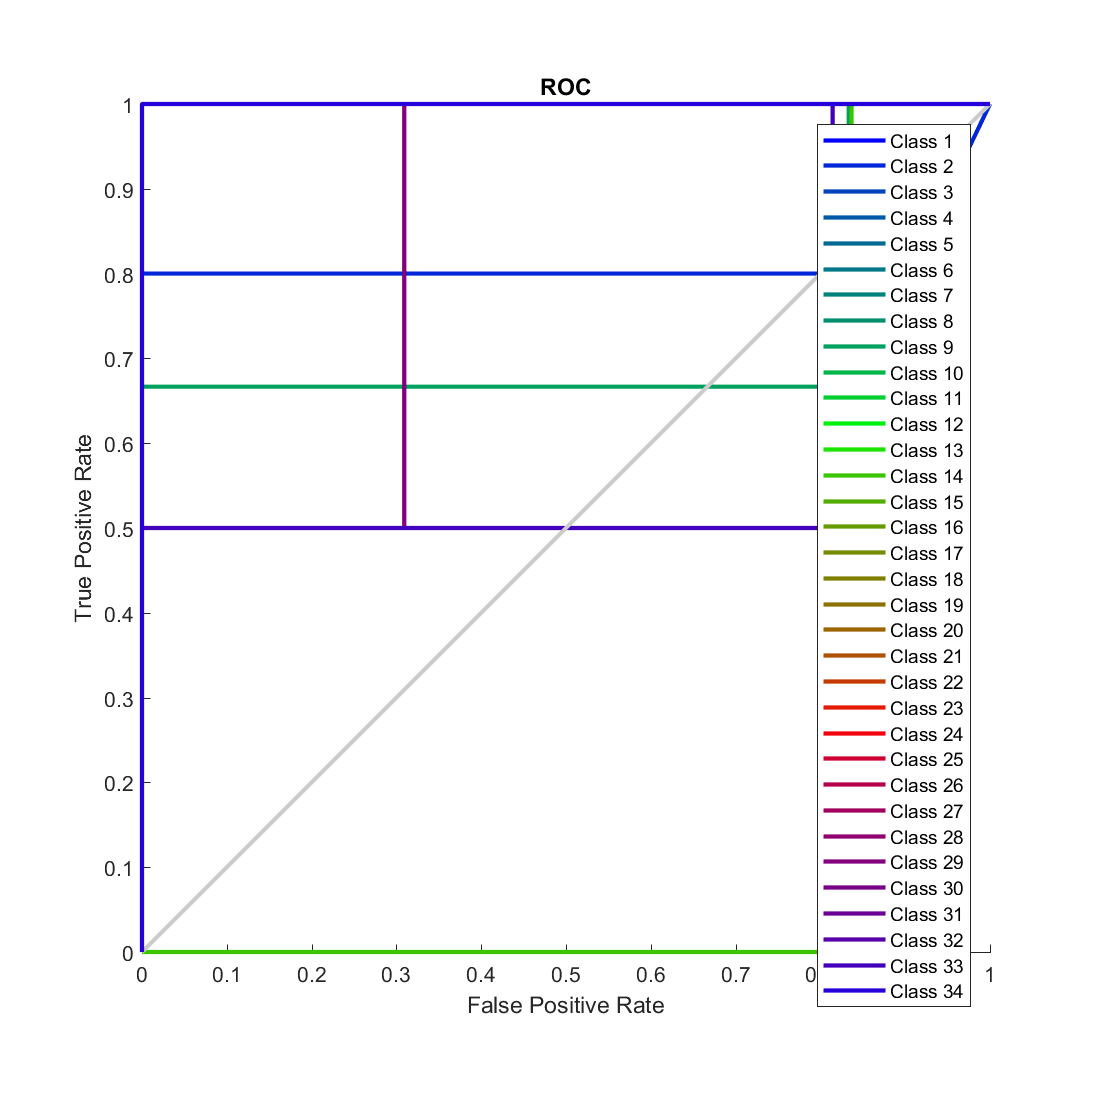 ROC
1
0.9
0.8
0.7
0.6
0.5
0.4
0.3
0.2
0.1
0
True Positive Rate
0 0.1 0.2 0.3 0.4 0.5 0.6 0.7 0 1
False Positive Rate
Class 1
Class 2
Class 3
Class 4
Class 5
Class 6
Class 7
Class 8
Class 9
Class 10
Class 11
Class 12
Class 13
Class 14
Class 15
Class 16
Class 17
Class 18
Class 19
Class 20
Class 21
Class 22
Class 23
Class 24
Class 25
Class 26
Class 27
Class 28
Class 29
Class 30
Class 31
Class 32
Class 33
Class 34